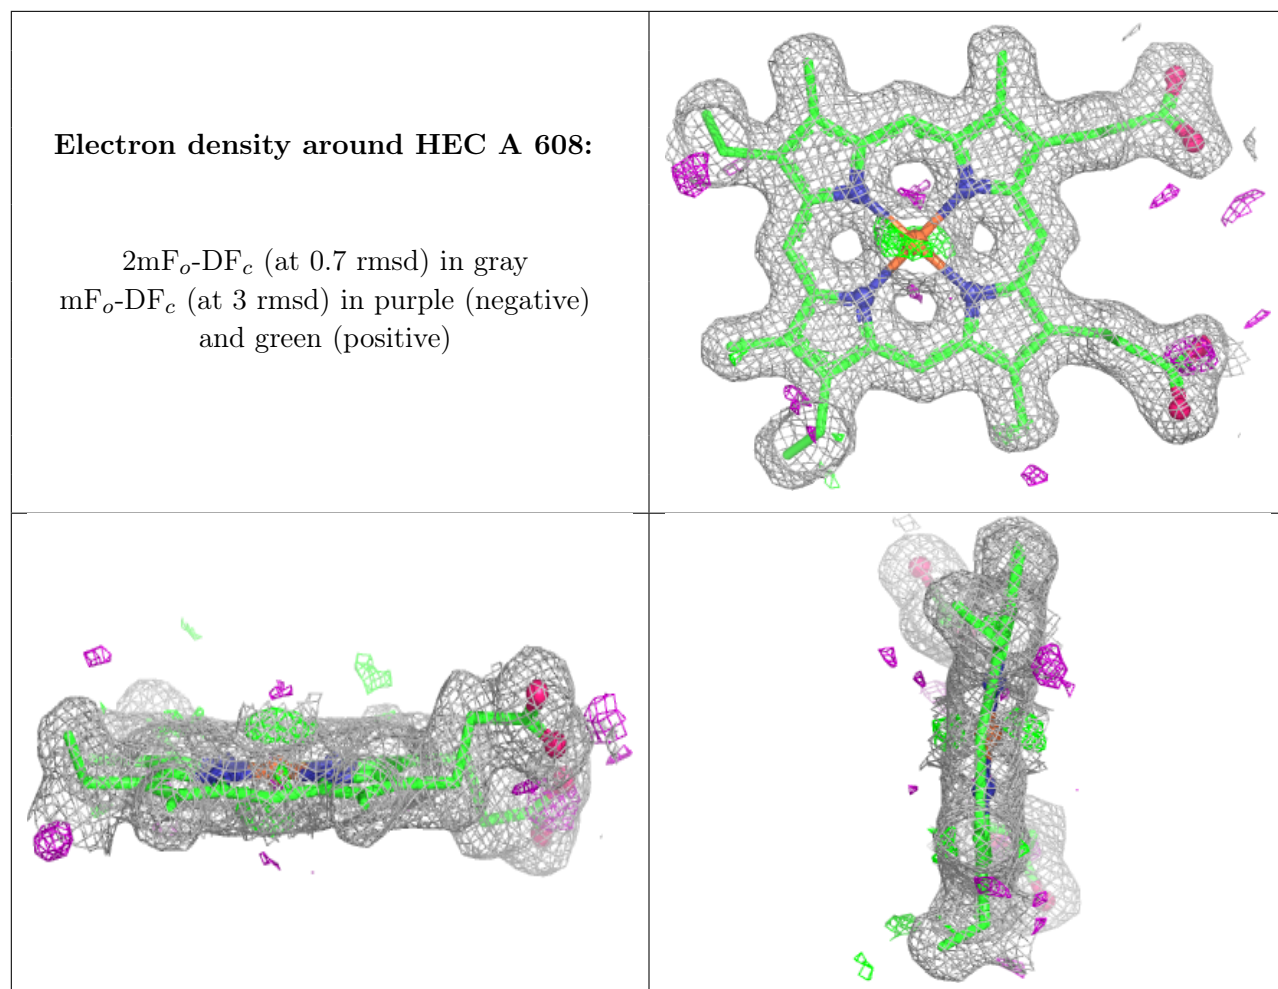 Electron density around HEC A 608:
2mFo-DFc (at 0.7 rmsd) in gray
mFo-DFc (at 3 rmsd) in purple (negative)
and green (positive)